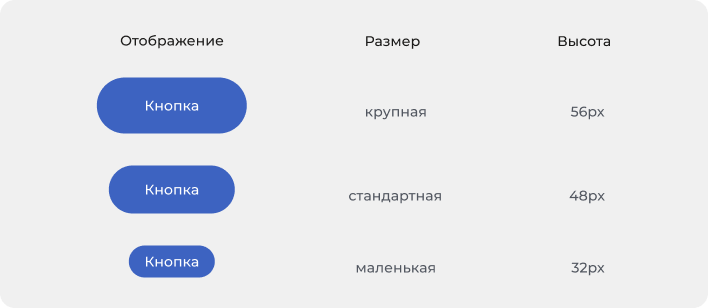 Отображение Размер Высота
Кнопка крупная 56px
Кнопка стандартная 48px
Кнопка маленькая 32px